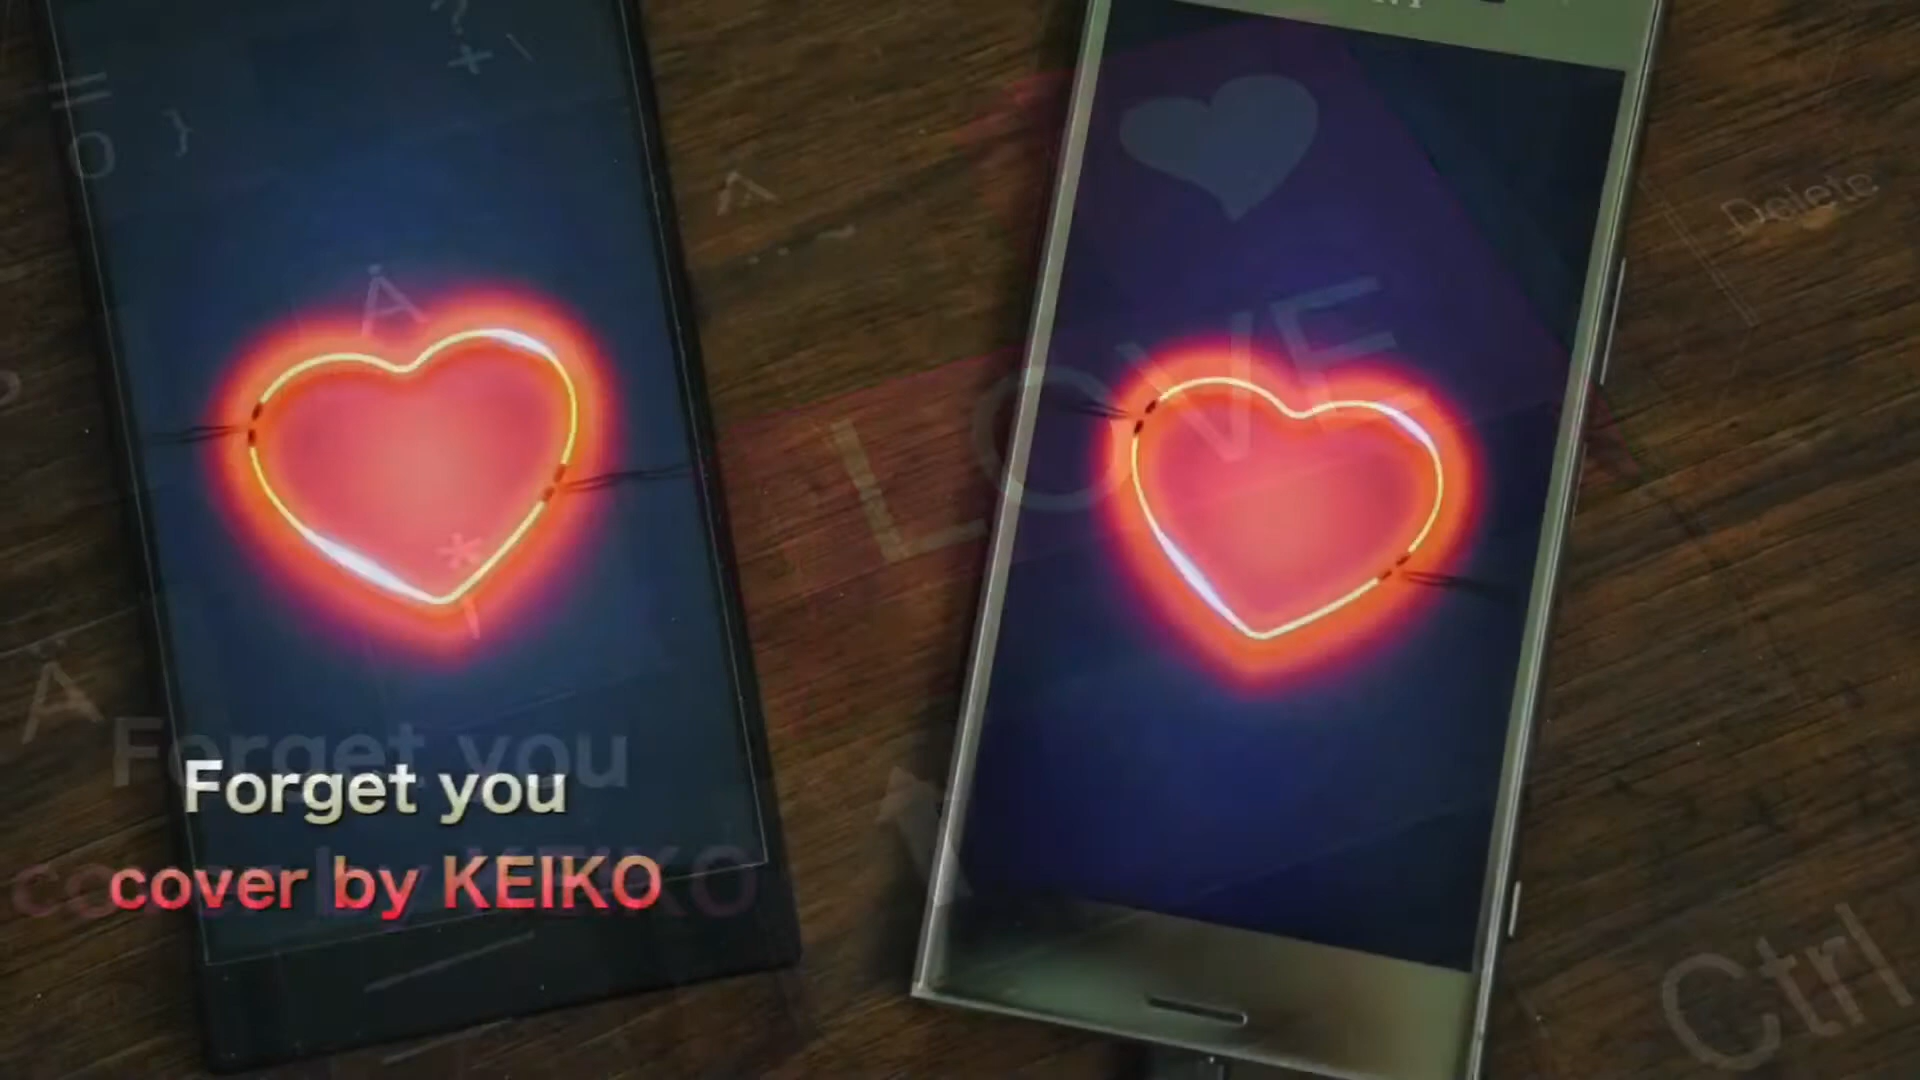 ?
+ \
=
O }
^
Delete
Å
LOVE
*
Ä
Forget you
cover by KEIKO
Ctrl